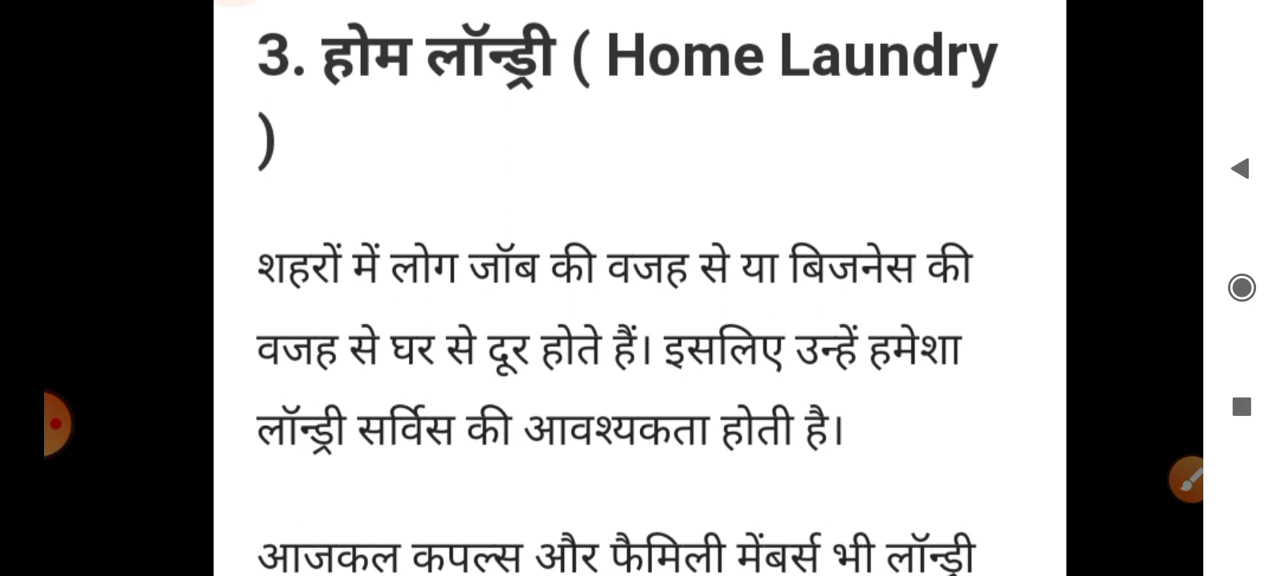 3. होम लॉन्ड्री ( Home Laundry
)
शहरों में लोग जॉब की वजह से या बिजनेस की
वजह से घर से दूर होते हैं। इसलिए उन्हें हमेशा
लॉन्ड्री सर्विस की आवश्यकता होती है।
आजकल कपल्स और फैमिली मेंबर्स भी लॉन्ड्री